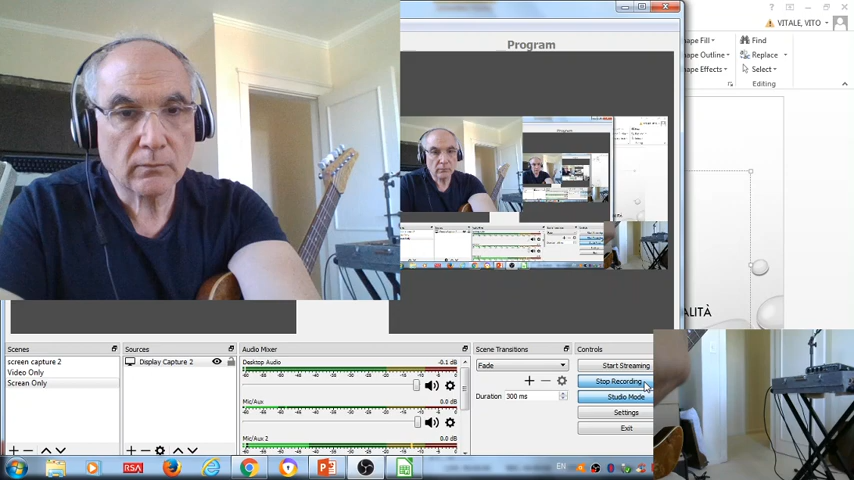 VITALE, VITO
Program
ape Fill
Find
ape Outline
Replace
ape Effects
Select
Editing
ALITÀ
Scenes
Sources
Audio Mixer
Scene Transitions
Controls
screen capture 2
Video Only
Screan Only
Display Capture 2
Desktop Audio
-0.1 dB
Mic/Aux
0.0 dB
Mic/Aux 2
0.0 dB
Fade
Duration
300 ms
Start Streaming
Stop Recording
Studio Mode
Settings
Exit
RSA
EN